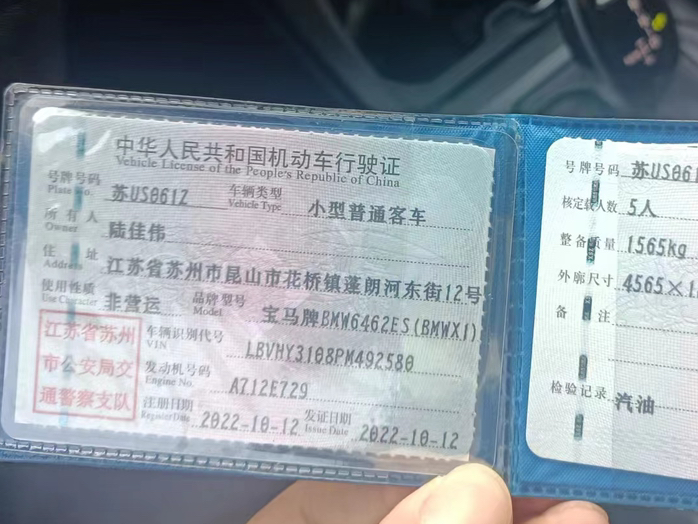 中华人民共和国机动车行驶证
Vehicle License of the People's Republic of China
号牌号码 苏US061Z 车辆类型 小型普通客车
Plate No. Vehicle Type
所有人 陆佳伟
Owner
住址 江苏省苏州市昆山市花桥镇蓬朗河东街12号
Address
使用性质 非营运 品牌型号 宝马牌BMW6462ES(BMWX1)
Use Character Model
江苏省苏州
市公安局交
通警察支队
车辆识别代号 LBVHY3108PM492580
VIN
发动机号码 A712E729
Engine No.
注册日期 2022-10-12 发证日期 2022-10-12
Register Date Issue Date
号牌号码 苏US061
核定载人数 5人
整备质量 1565kg
外廓尺寸 4565×1
备注
检验记录 汽油